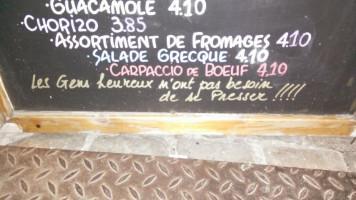 ·GUACAMOLE 4.10
·CHORIZO 3.85
·ASSORTIMENT DE FROMAGES 4.10
·SALADE GRECQUE 4.10
·CARPACCIO DE BOEUF 4.10
Les Gens heureux n'ont pas besoin
de se Presser !!!!